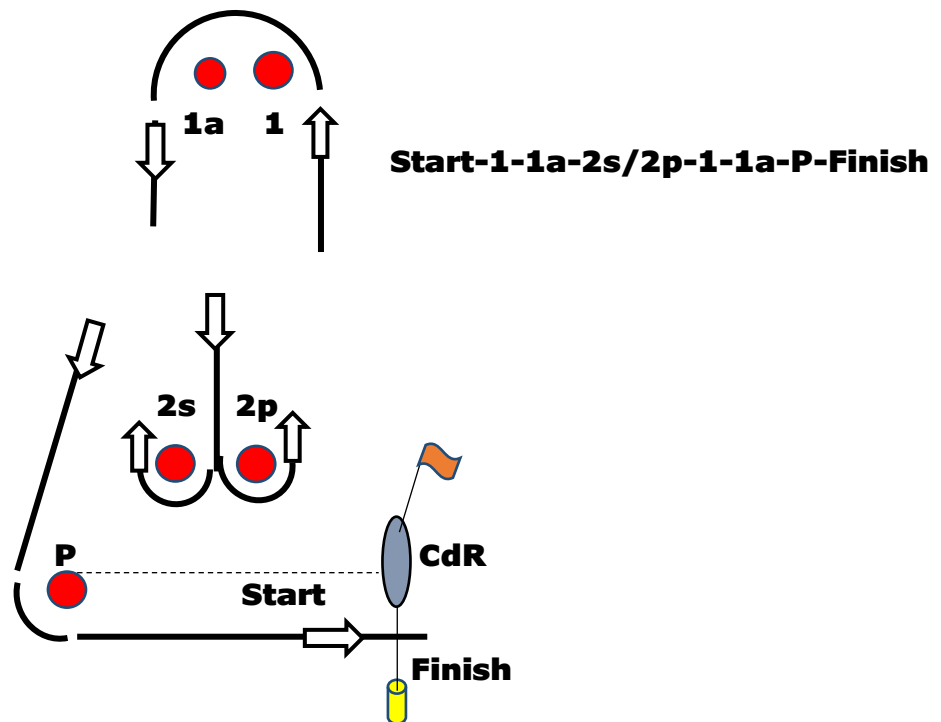 1a 1
Start-1-1a-2s/2p-1-1a-P-Finish
2s 2p
P
CdR
Start
Finish